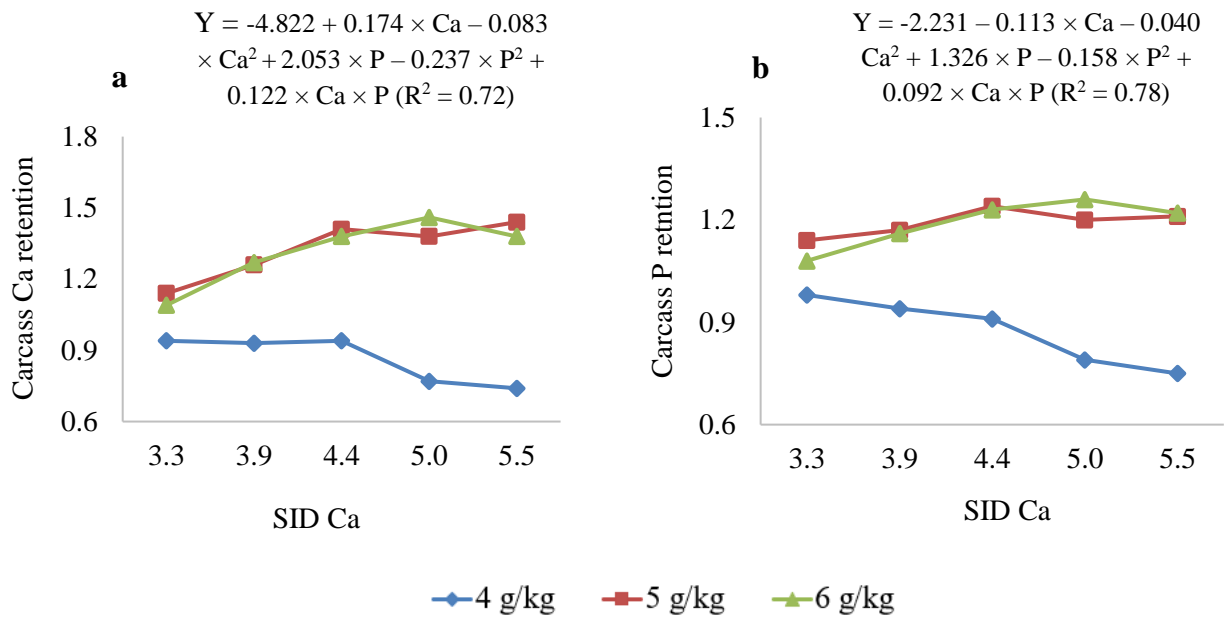 Y = -4.822 + 0.174 × Ca – 0.083
× Ca² + 2.053 × P – 0.237 × P² +
0.122 × Ca × P (R² = 0.72)
a
1.8
1.5
1.2
0.9
0.6
Carcass Ca retention
3.3 3.9 4.4 5.0 5.5
SID Ca
Y = -2.231 – 0.113 × Ca – 0.040
Ca² + 1.326 × P – 0.158 × P² +
0.092 × Ca × P (R² = 0.78)
b
1.5
1.2
0.9
0.6
Carcass P retntion
3.3 3.9 4.4 5.0 5.5
SID Ca
4 g/kg 5 g/kg 6 g/kg